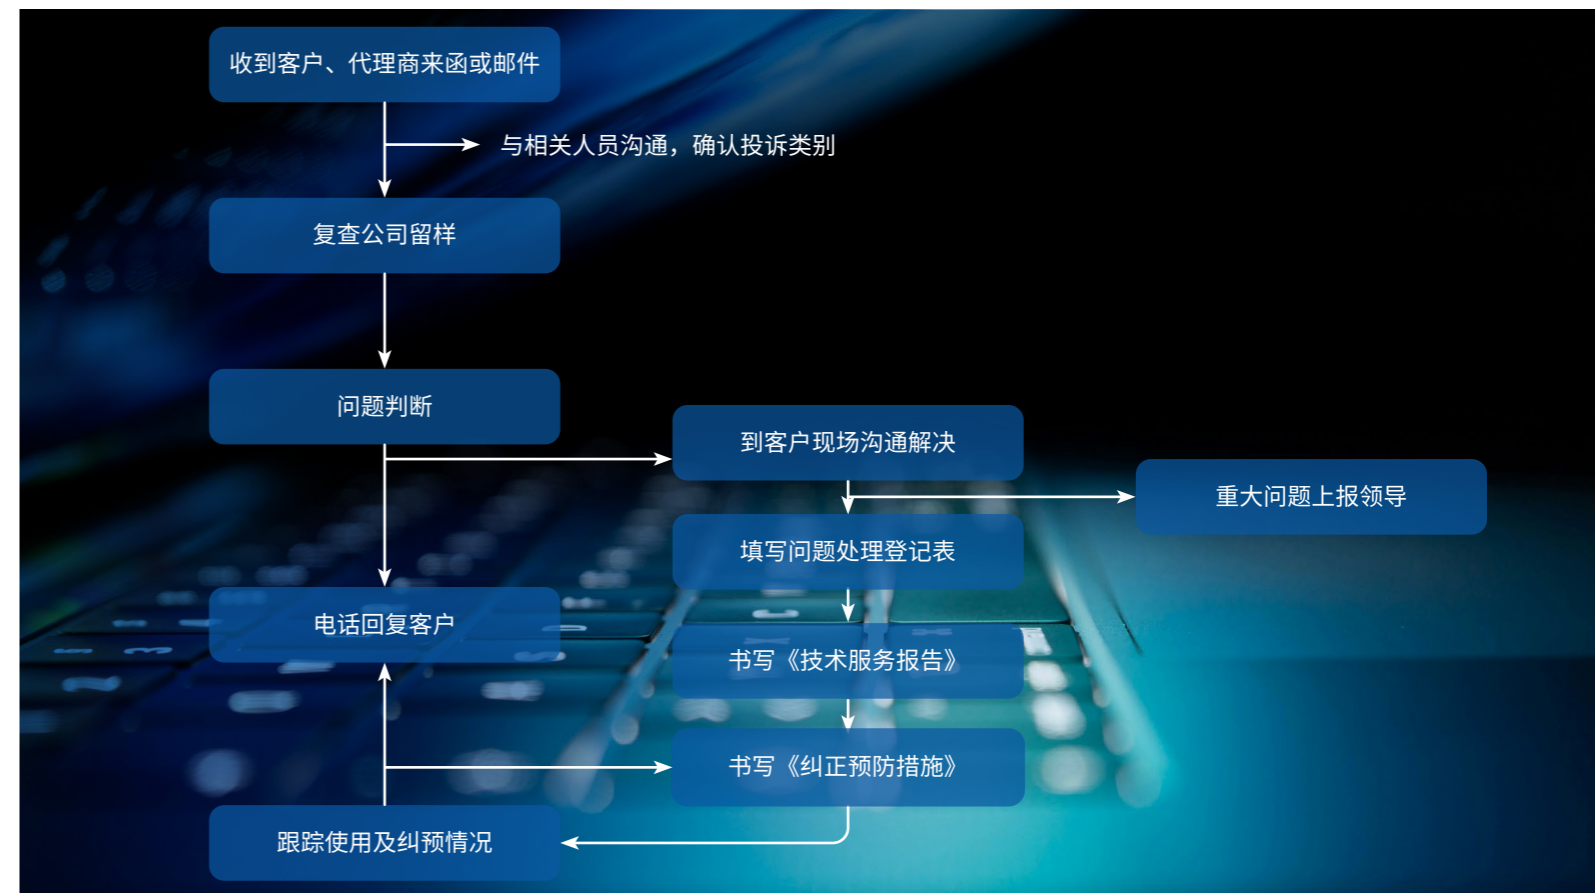 收到客户、代理商来函或邮件
与相关人员沟通，确认投诉类别
复查公司留样
问题判断
到客户现场沟通解决
重大问题上报领导
填写问题处理登记表
电话回复客户
书写《技术服务报告》
书写《纠正预防措施》
跟踪使用及纠预情况